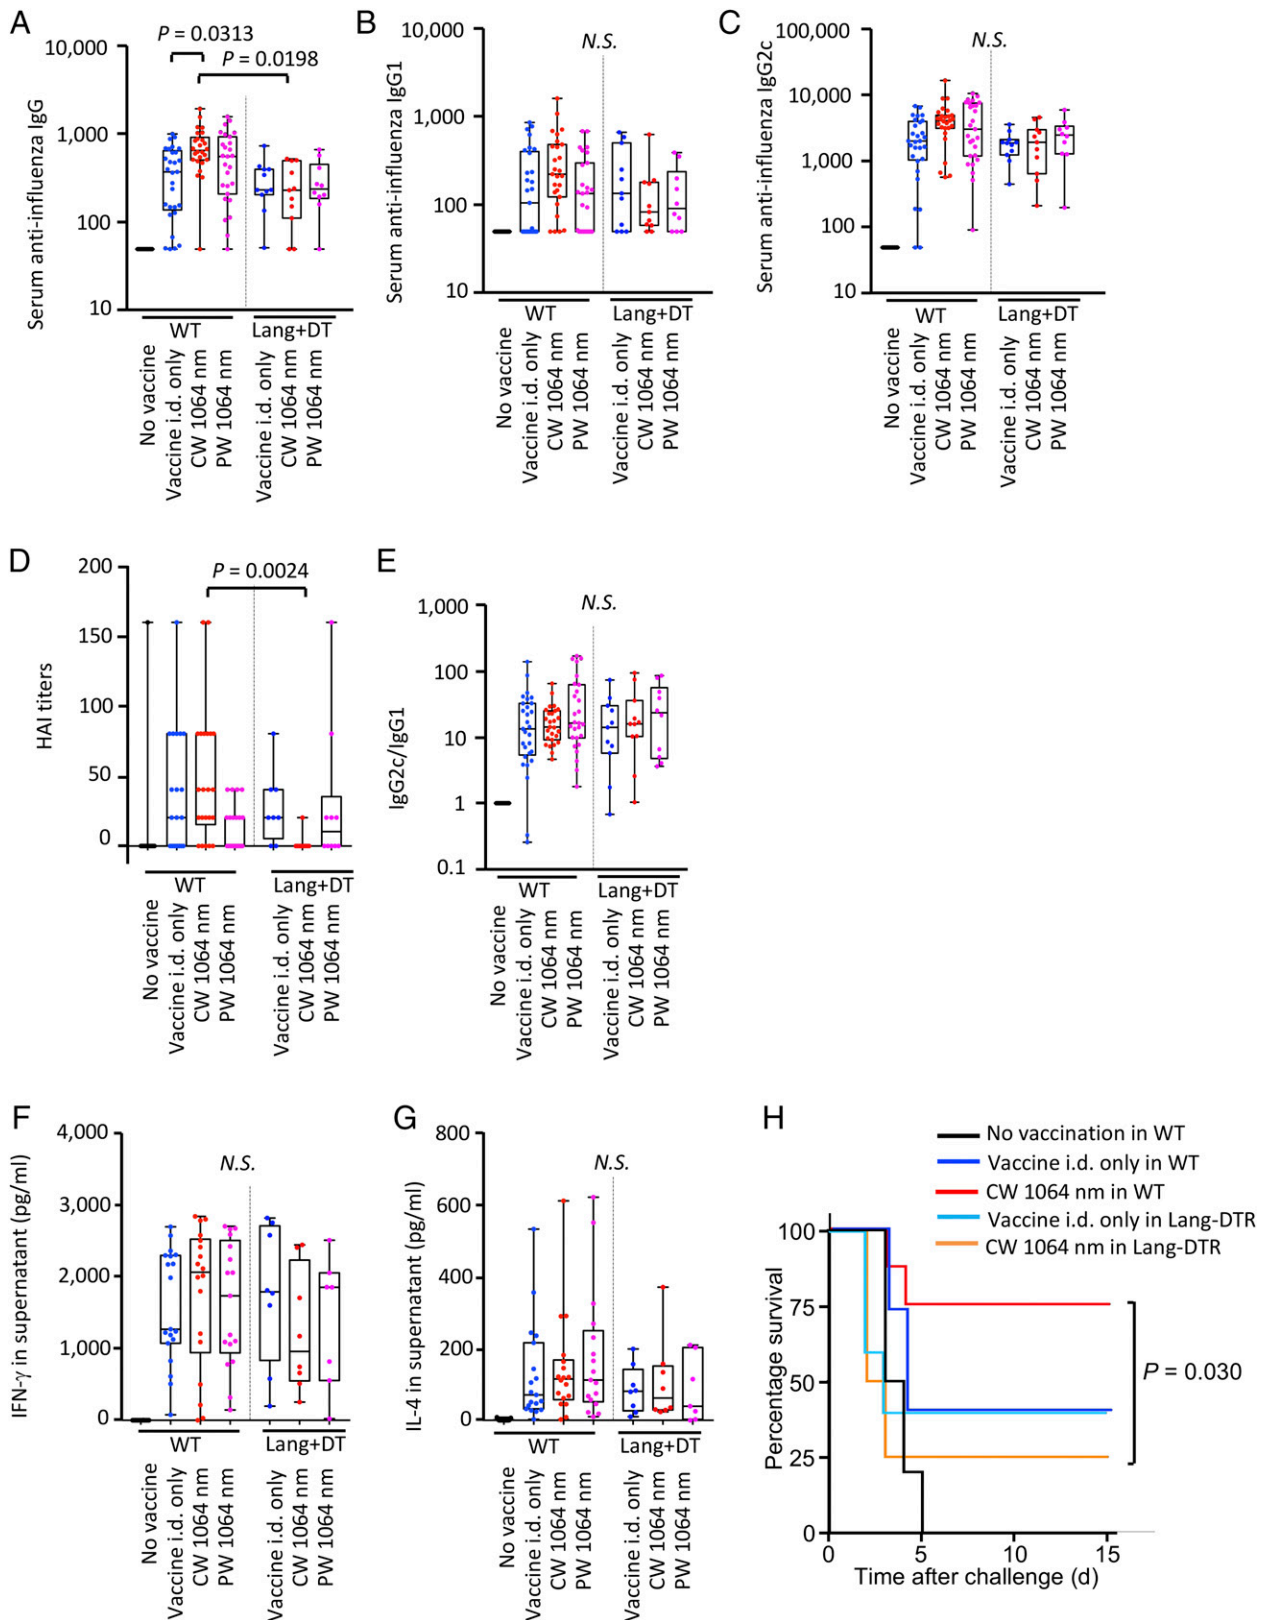 A
P = 0.0313
P = 0.0198
10,000
1,000
100
10
Serum anti-influenza IgG
WT
Lang+DT
No vaccine
Vaccine i.d. only
CW 1064 nm
PW 1064 nm
Vaccine i.d. only
CW 1064 nm
PW 1064 nm
B
N.S.
10,000
1,000
100
10
Serum anti-influenza IgG1
WT
Lang+DT
No vaccine
Vaccine i.d. only
CW 1064 nm
PW 1064 nm
Vaccine i.d. only
CW 1064 nm
PW 1064 nm
C
N.S.
100,000
10,000
1,000
100
10
Serum anti-influenza IgG2c
WT
Lang+DT
No vaccine
Vaccine i.d. only
CW 1064 nm
PW 1064 nm
Vaccine i.d. only
CW 1064 nm
PW 1064 nm
D
P = 0.0024
200
150
100
50
0
HAI titers
WT
Lang+DT
No vaccine
Vaccine i.d. only
CW 1064 nm
PW 1064 nm
Vaccine i.d. only
CW 1064 nm
PW 1064 nm
E
N.S.
1,000
100
10
1
0.1
IgG2c/IgG1
WT
Lang+DT
No vaccine
Vaccine i.d. only
CW 1064 nm
PW 1064 nm
Vaccine i.d. only
CW 1064 nm
PW 1064 nm
F
N.S.
4,000
3,000
2,000
1,000
0
IFN-γ in supernatant (pg/ml)
WT
Lang+DT
No vaccine
Vaccine i.d. only
CW 1064 nm
PW 1064 nm
Vaccine i.d. only
CW 1064 nm
PW 1064 nm
G
N.S.
800
600
400
200
0
IL-4 in supernatant (pg/ml)
WT
Lang+DT
No vaccine
Vaccine i.d. only
CW 1064 nm
PW 1064 nm
Vaccine i.d. only
CW 1064 nm
PW 1064 nm
H
No vaccination in WT
Vaccine i.d. only in WT
CW 1064 nm in WT
Vaccine i.d. only in Lang-DTR
CW 1064 nm in Lang-DTR
100
75
50
25
0
Percentage survival
P = 0.030
0
5
10
15
Time after challenge (d)